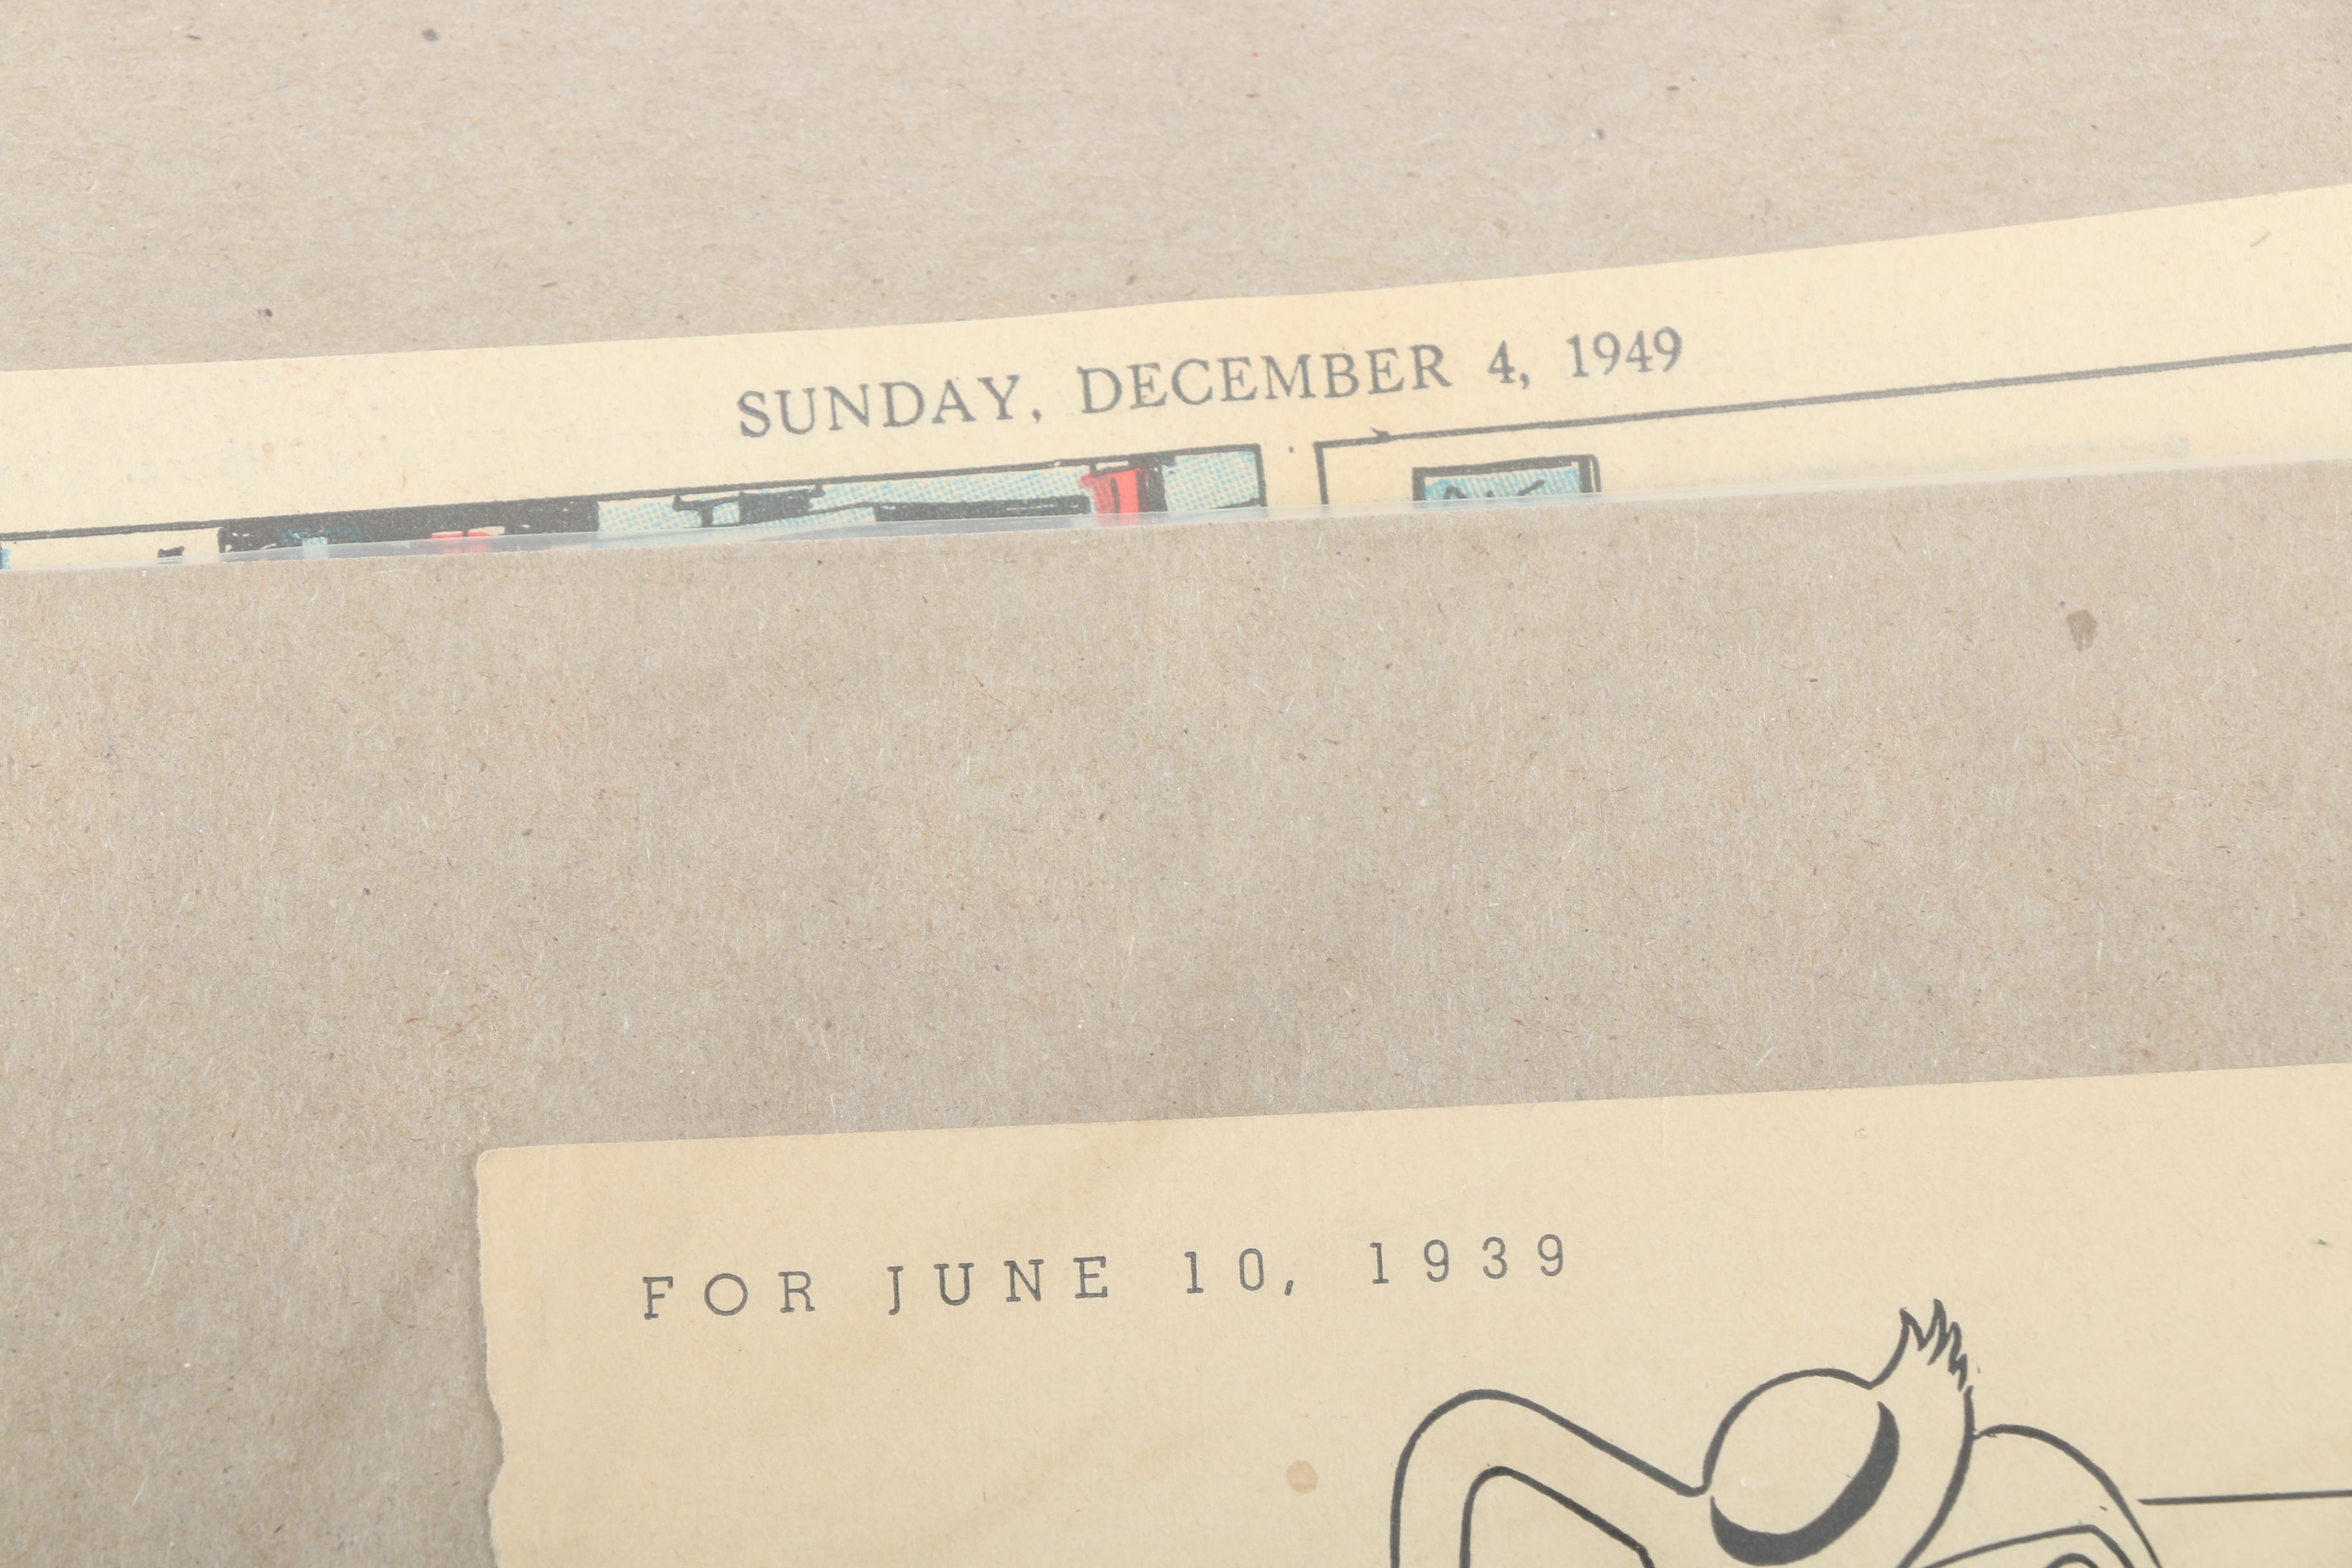 SUNDAY, DECEMBER 4, 1949
FOR JUNE 10, 1939